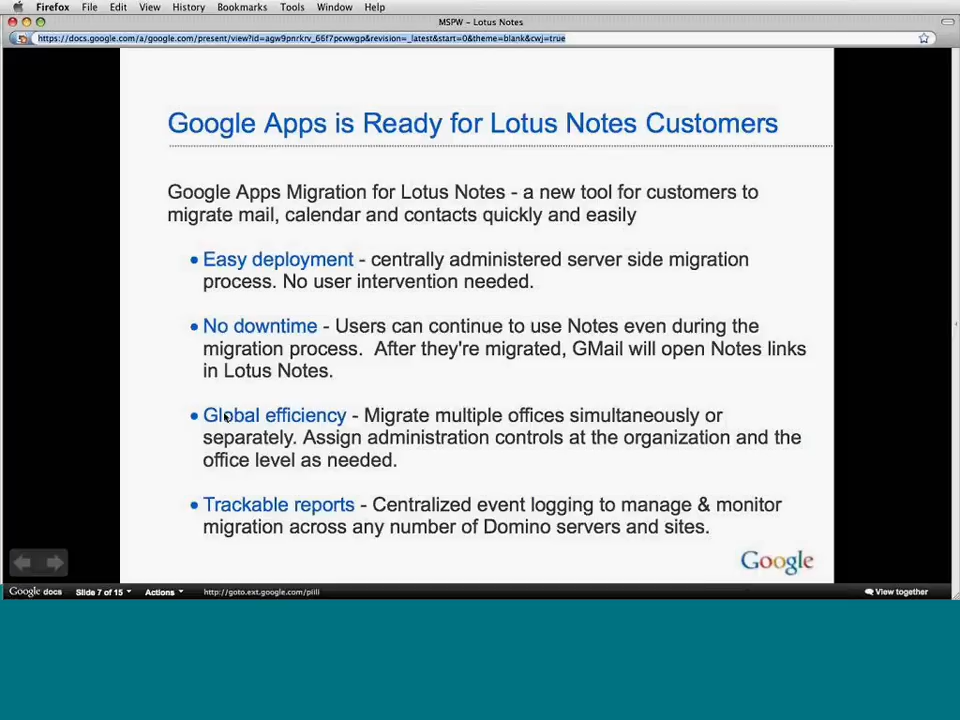 Firefox File Edit View History Bookmarks Tools Window Help
MSPW – Lotus Notes
https://docs.google.com/a/google.com/present/view?id=agw9pnrkrv_66f7pcwwgp&revision=_latest&start=0&theme=blank&cwj=true
Google Apps is Ready for Lotus Notes Customers
Google Apps Migration for Lotus Notes - a new tool for customers to
migrate mail, calendar and contacts quickly and easily
• Easy deployment - centrally administered server side migration
process. No user intervention needed.
• No downtime - Users can continue to use Notes even during the
migration process. After they're migrated, GMail will open Notes links
in Lotus Notes.
• Global efficiency - Migrate multiple offices simultaneously or
separately. Assign administration controls at the organization and the
office level as needed.
• Trackable reports - Centralized event logging to manage & monitor
migration across any number of Domino servers and sites.
Google
Google docs Slide 7 of 15 Actions http://goto.ext.google.com/piili View together